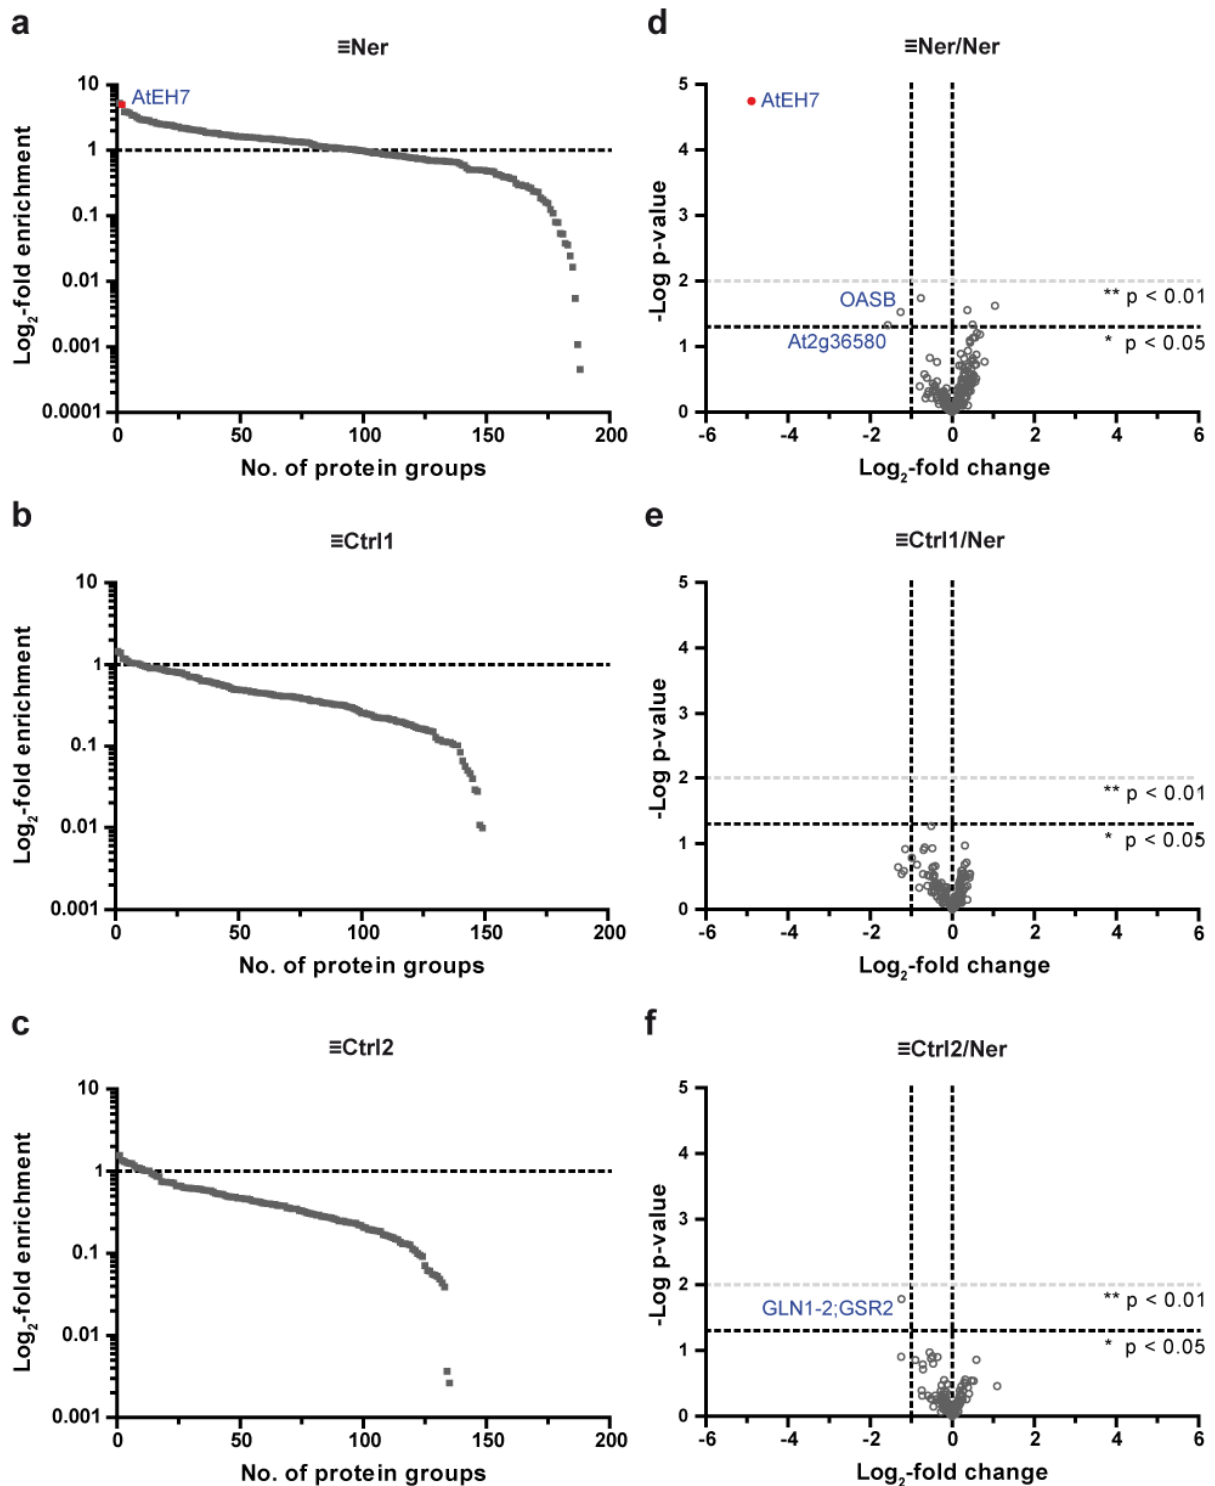 a
≡Ner
10
1
0.1
0.01
0.001
0.0001
AtEH7
Log2-fold enrichment
0 50 100 150 200
No. of protein groups
d
≡Ner/Ner
5
4
3
2
1
0
AtEH7
OASB
At2g36580
** p < 0.01
* p < 0.05
-Log p-value
-6 -4 -2 0 2 4 6
Log2-fold change
b
≡Ctrl1
10
1
0.1
0.01
0.001
Log2-fold enrichment
0 50 100 150 200
No. of protein groups
e
≡Ctrl1/Ner
5
4
3
2
1
0
** p < 0.01
* p < 0.05
-Log p-value
-6 -4 -2 0 2 4 6
Log2-fold change
c
≡Ctrl2
10
1
0.1
0.01
0.001
Log2-fold enrichment
0 50 100 150 200
No. of protein groups
f
≡Ctrl2/Ner
5
4
3
2
1
0
GLN1-2;GSR2
** p < 0.01
* p < 0.05
-Log p-value
-6 -4 -2 0 2 4 6
Log2-fold change